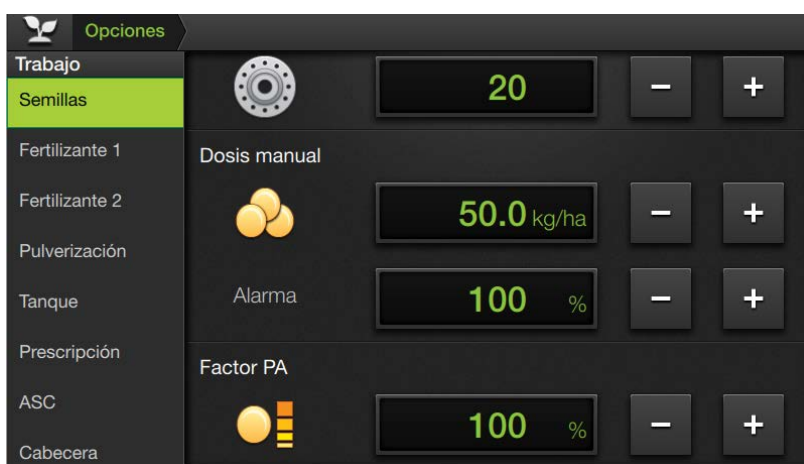 Opciones
Trabajo
Semillas
Fertilizante 1
Fertilizante 2
Pulverización
Tanque
Prescripción
ASC
Cabecera
20
- +
Dosis manual
50.0 kg/ha
- +
Alarma
100 %
- +
Factor PA
100 %
- +